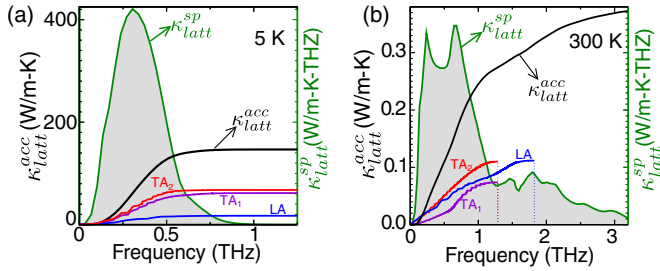 (a)
400
200
0
0
0.5
1
Frequency (THz)
κ_latt^acc (W/m-K)
κ_latt^sp
5 K
κ_latt^acc
TA₂
TA₁
LA
κ_latt^sp (W/m-K-THZ)
(b)
0.3
0.2
0.1
0.0
0
1
2
3
Frequency (THz)
κ_latt^acc (W/m-K)
κ_latt^sp
300 K
κ_latt^acc
TA₂
LA
TA₁
κ_latt^sp (W/m-K-THZ)